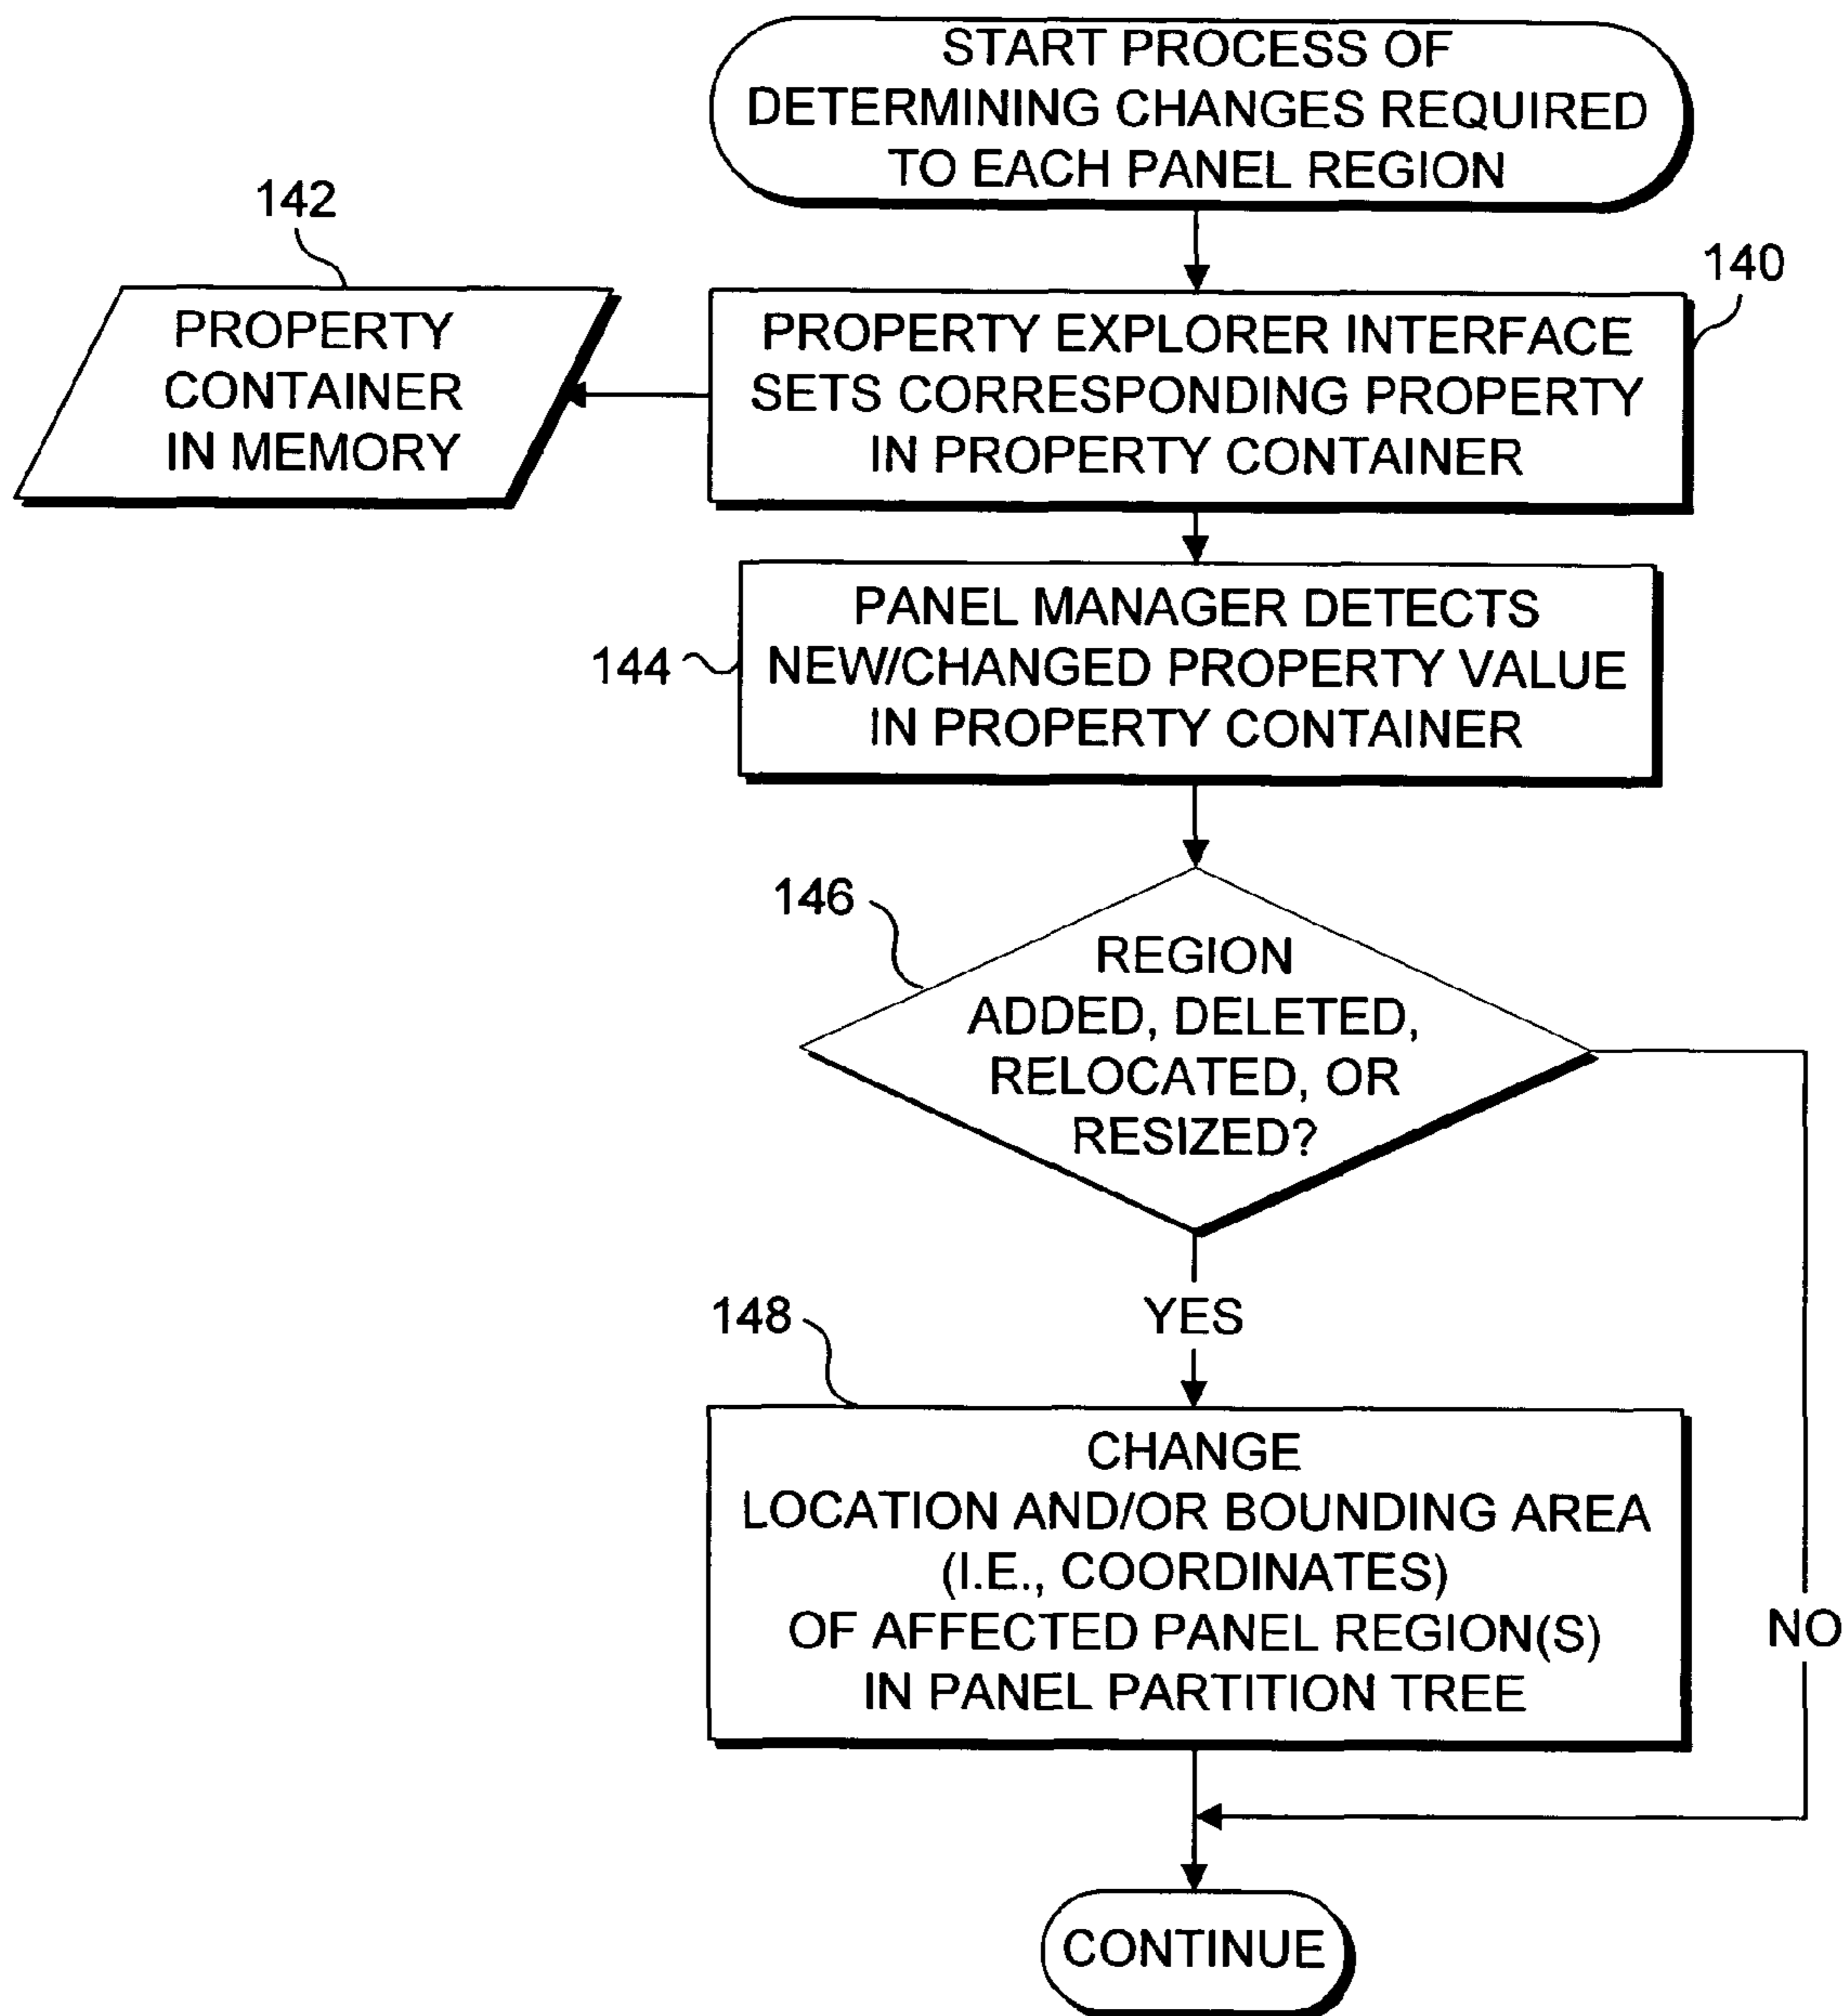 START PROCESS OF
DETERMINING CHANGES REQUIRED
TO EACH PANEL REGION
142
140
PROPERTY
CONTAINER
IN MEMORY
PROPERTY EXPLORER INTERFACE
SETS CORRESPONDING PROPERTY
IN PROPERTY CONTAINER
144
PANEL MANAGER DETECTS
NEW/CHANGED PROPERTY VALUE
IN PROPERTY CONTAINER
146
REGION
ADDED, DELETED,
RELOCATED, OR
RESIZED?
YES
148
CHANGE
LOCATION AND/OR BOUNDING AREA
(I.E., COORDINATES)
OF AFFECTED PANEL REGION(S)
IN PANEL PARTITION TREE
NO
CONTINUE